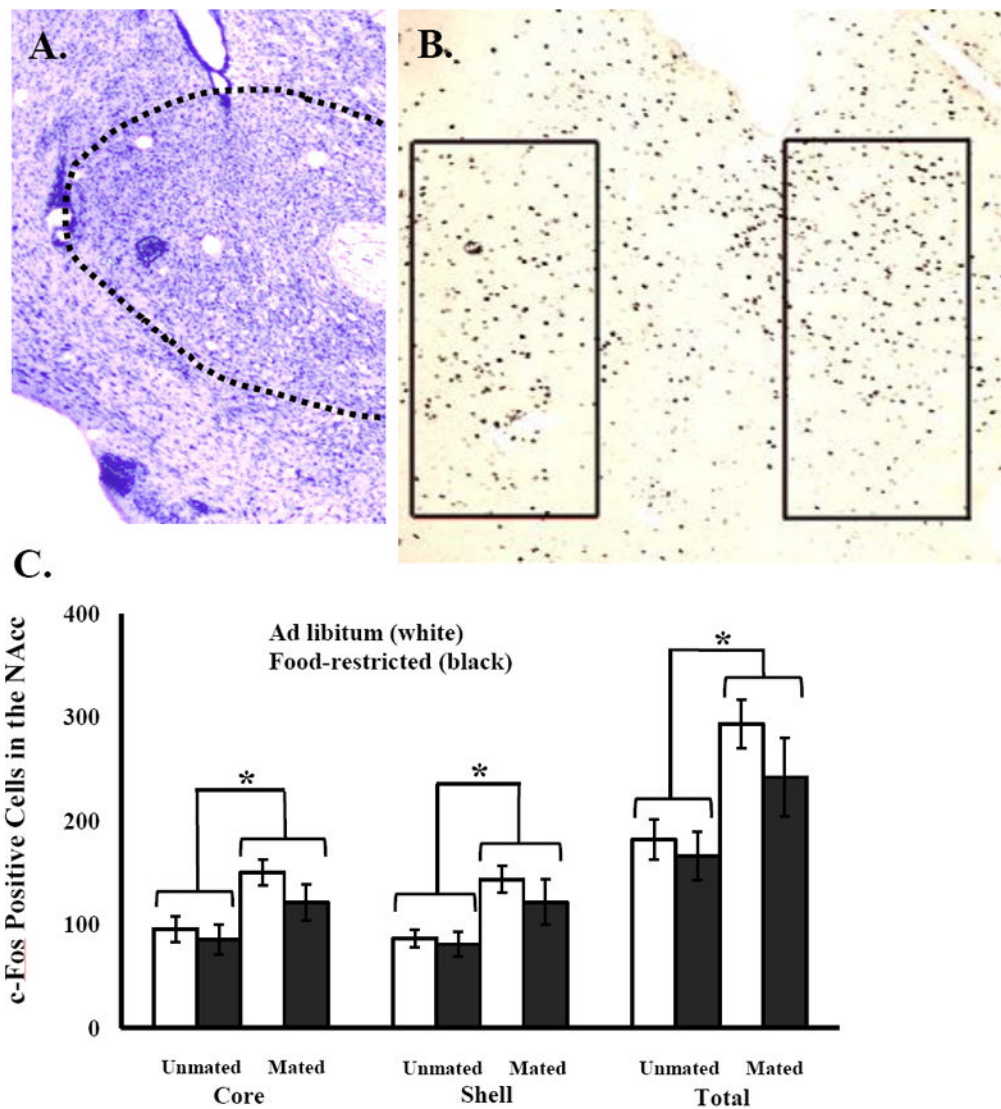 A.
B.
C.
c-Fos Positive Cells in the NAcc
400
300
200
100
0
Ad libitum (white)
Food-restricted (black)
*
*
*
Unmated Mated Unmated Mated Unmated Mated
Core Shell Total